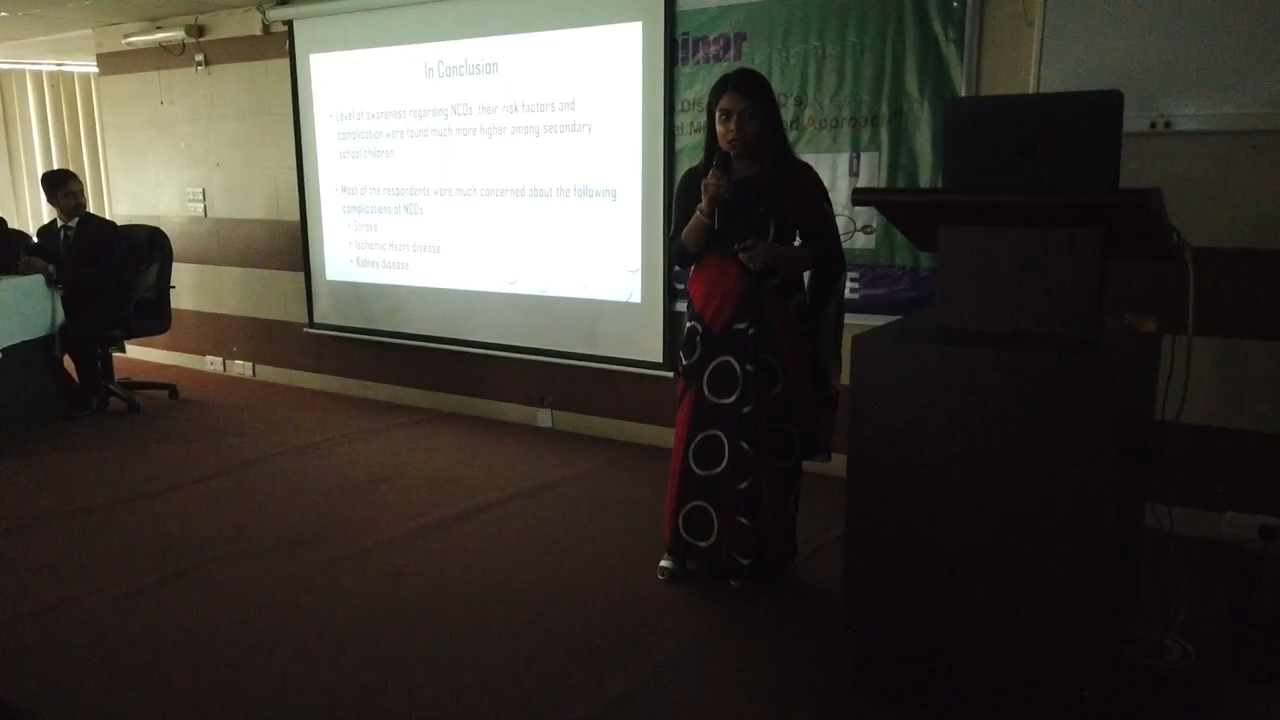 In Conclusion
• Level of awareness regarding NCDs their risk factors and
complication were found much more higher among secondary
school children
• Most of the respondents were much concerned about the following
complications of NCDs
• Stroke
• Ischemic Heart disease
• Kidney disease
inar
Approach"
E